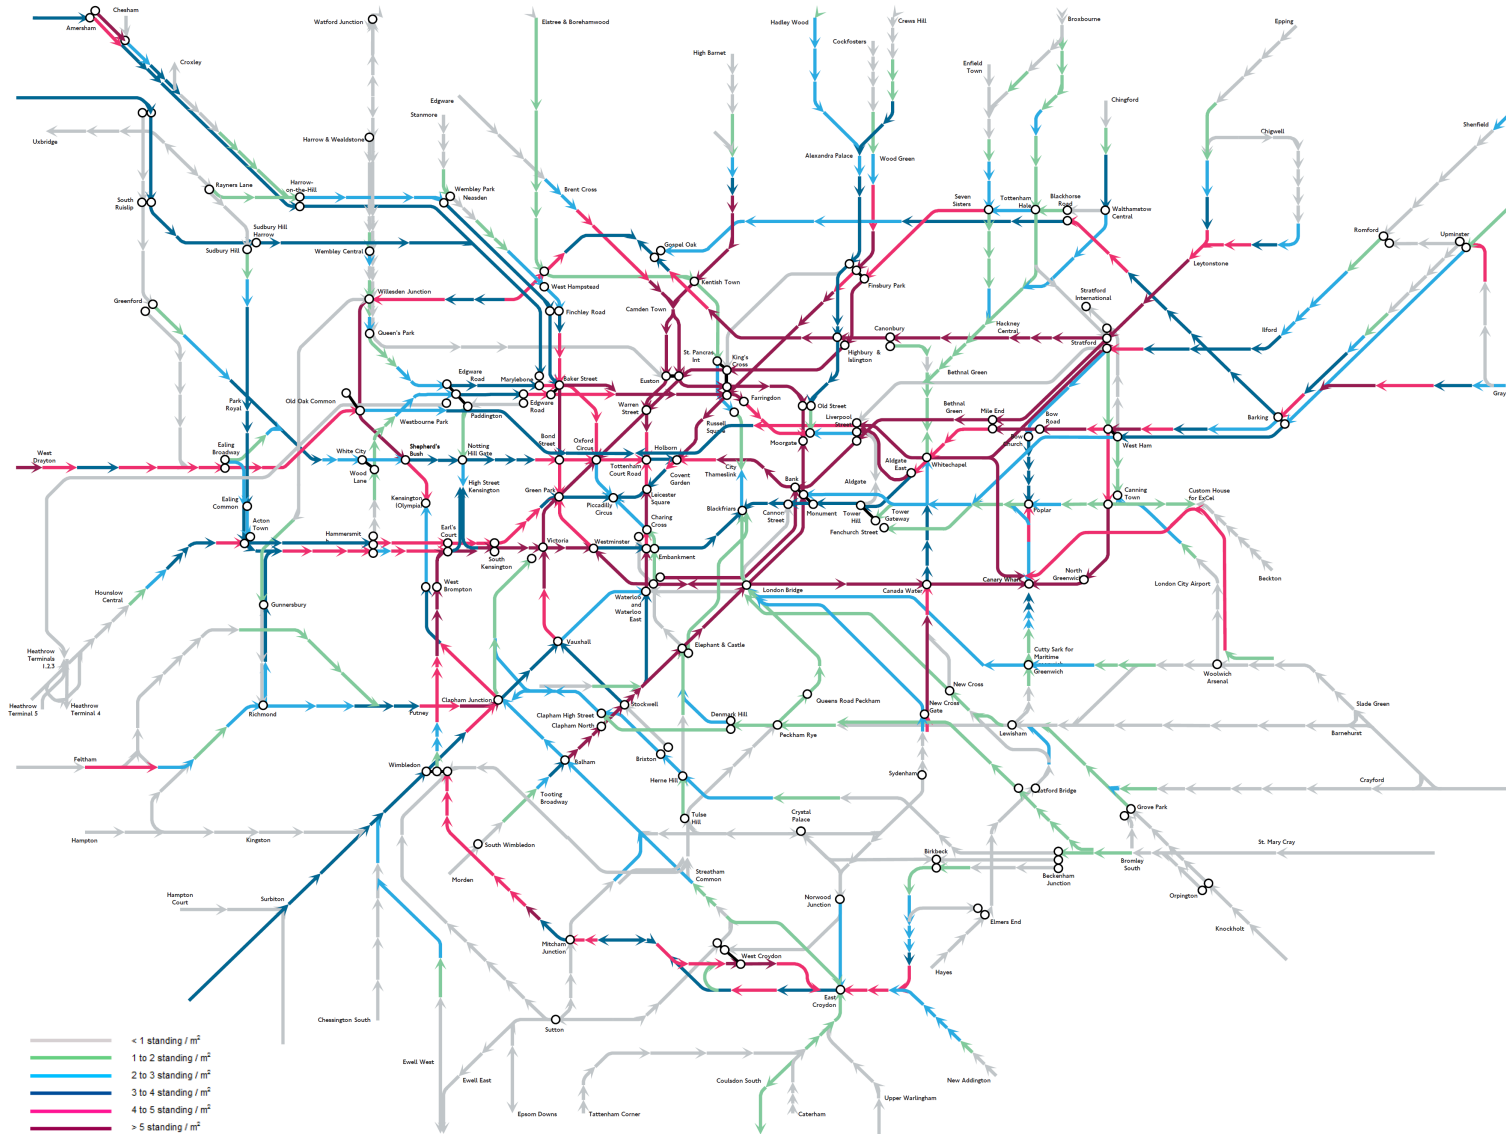 Chesham
Amersham
Croxley
Watford Junction
Elstree & Borehamwood
Hadley Wood
Crews Hill
Cockfosters
High Barnet
Broxbourne
Enfield
Town
Epping
Edgware
Stanmore
Chingford
Shenfield
Uxbridge
Harrow & Wealdstone
Alexandra Palace
Wood Green
Chigwell
Rayners Lane
Harrow-
on-the-Hill
Wembley Park
Neasden
Brent Cross
South
Ruislip
Seven
Sisters
Tottenham
Hale
Blackhorse
Road
Walthamstow
Central
Sudbury Hill
Harrow
Sudbury Hill
Wembley Central
Gospel Oak
Romford
Upminster
Leytonstone
West Hampstead
Kentish Town
Finsbury Park
Greenford
Willesden Junction
Finchley Road
Camden Town
Stratford
International
Queen's Park
Canonbury
Hackney
Central
Stratford
Ilford
Highbury &
Islington
St. Pancras
Int
King's
Cross
Edgware
Road
Marylebone
Baker Street
Euston
Bethnal Green
Old Oak Common
Paddington
Edgware
Road
Farringdon
Gray
Park
Royal
Westbourne Park
Warren
Street
Russell
Square
Old Street
Liverpool
Street
Bethnal
Green
Mile End
Bow
Road
Barking
West
Drayton
Ealing
Broadway
White City
Shepherd's
Bush
Notting
Hill Gate
Bond
Street
Oxford
Circus
Holborn
Moorgate
Bow
Church
West Ham
Wood
Lane
Tottenham
Court Road
Covent
Garden
City
Thameslink
Aldgate
East
Whitechapel
Ealing
Common
Kensington
(Olympia)
High Street
Kensington
Green Park
Leicester
Square
Bank
Aldgate
Canning
Town
Custom House
for ExCel
Acton
Town
Piccadilly
Circus
Blackfriars
Cannon
Street
Monument
Tower
Hill
Tower
Gateway
Poplar
Charing
Cross
Fenchurch Street
Hammersmit
Earl's
Court
South
Kensington
Victoria
Westminster
Embankment
Hounslow
Central
Gunnersbury
West
Brompton
Waterloo
and
Waterloo
East
London Bridge
Canada Water
Canary Wharf
North
Greenwich
London City Airport
Beckton
Heathrow
Terminals
1,2,3
Vauxhall
Elephant & Castle
Cutty Sark for
Maritime
Greenwich
Woolwich
Arsenal
Heathrow
Terminal 5
Heathrow
Terminal 4
Richmond
Putney
Clapham Junction
Stockwell
Queens Road Peckham
New Cross
Slade Green
Clapham High Street
Clapham North
Denmark Hill
Peckham Rye
New Cross
Gate
Lewisham
Barnehurst
Feltham
Wimbledon
Balham
Brixton
Herne Hill
Sydenham
Catford Bridge
Crayford
Tooting
Broadway
Hampton
Kingston
Tulse
Hill
Crystal
Palace
Grove Park
South Wimbledon
Morden
Streatham
Common
Birkbeck
Beckenham
Junction
Bromley
South
St. Mary Cray
Hampton
Court
Surbiton
Norwood
Junction
Elmers End
Orpington
Mitcham
Junction
West Croydon
Hayes
Knockholt
Chessington South
Sutton
East
Croydon
Ewell West
Ewell East
Coulsdon South
New Addington
Epsom Downs
Tattenham Corner
Caterham
Upper Warlingham
< 1 standing / m²
1 to 2 standing / m²
2 to 3 standing / m²
3 to 4 standing / m²
4 to 5 standing / m²
> 5 standing / m²